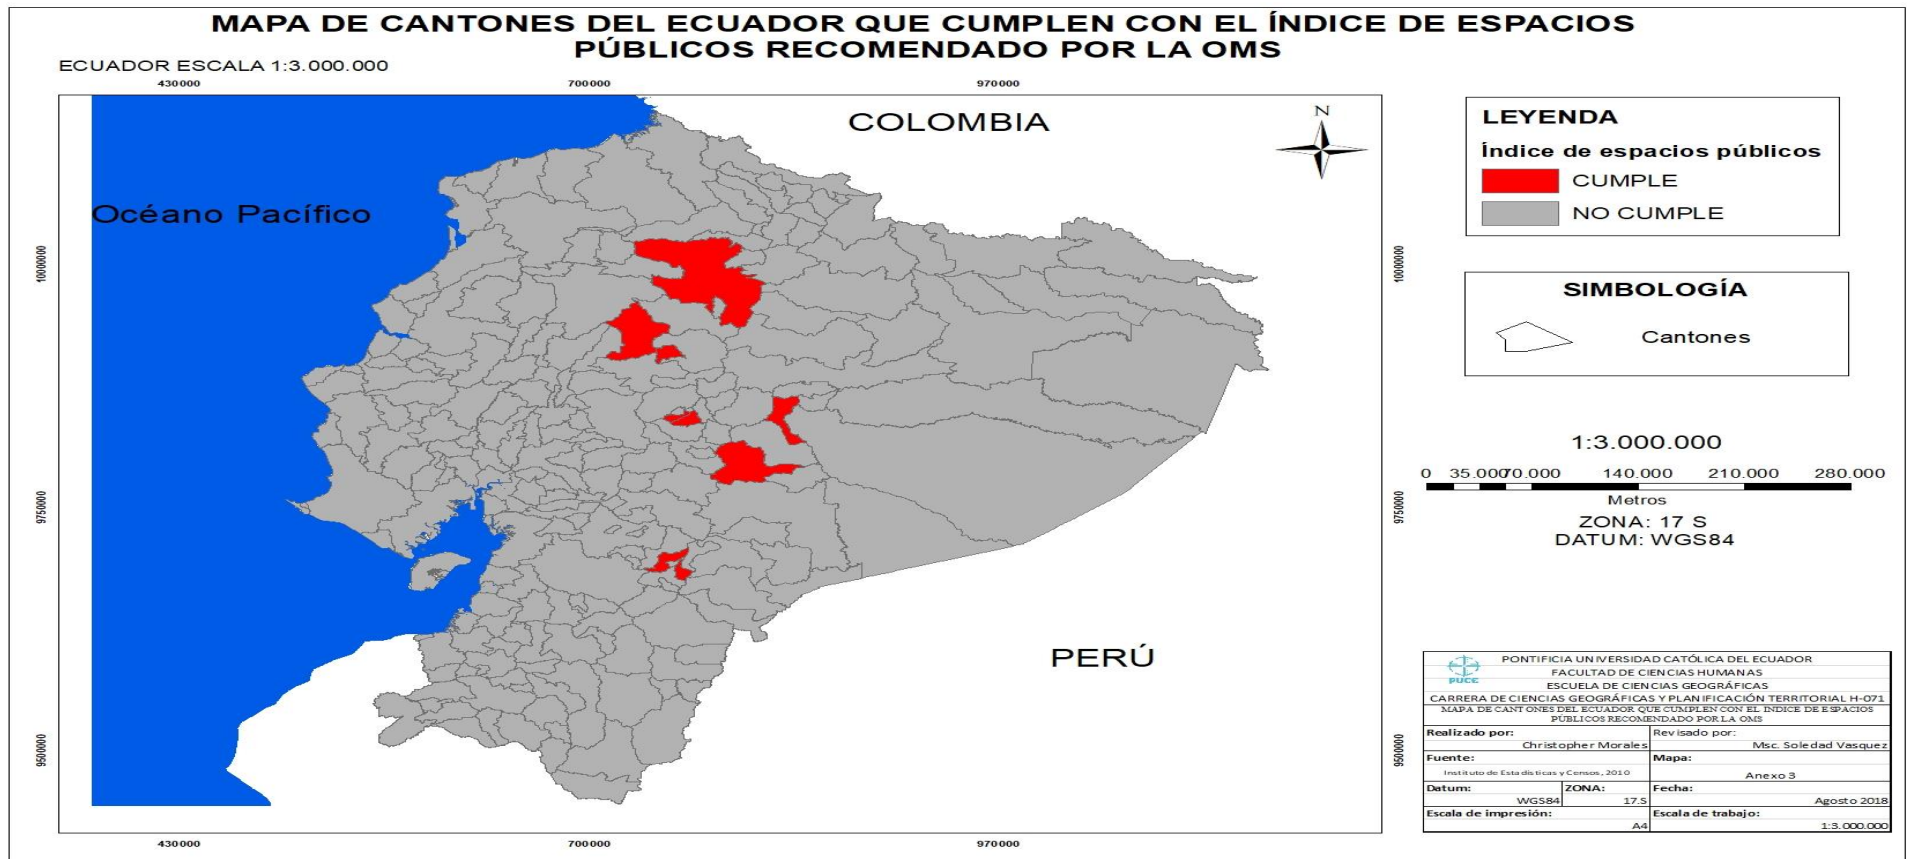 MAPA DE CANTONES DEL ECUADOR QUE CUMPLEN CON EL ÍNDICE DE ESPACIOS
PÚBLICOS RECOMENDADO POR LA OMS
ECUADOR ESCALA 1:3.000.000
430000 700000 970000
COLOMBIA
N
Océano Pacífico
10000000 10000000
9750000 9750000
PERÚ
9500000 9500000
430000 700000 970000
LEYENDA
Índice de espacios públicos
CUMPLE
NO CUMPLE
SIMBOLOGÍA
Cantones
1:3.000.000
0 35.000 70.000 140.000 210.000 280.000
Metros
ZONA: 17 S
DATUM: WGS84
PUCE
PONTIFICIA UNIVERSIDAD CATÓLICA DEL ECUADOR
FACULTAD DE CIENCIAS HUMANAS
ESCUELA DE CIENCIAS GEOGRÁFICAS
CARRERA DE CIENCIAS GEOGRÁFICAS Y PLANIFICACIÓN TERRITORIAL H-071
MAPA DE CANTONES DEL ECUADOR QUE CUMPLEN CON EL INDICE DE ESPACIOS
PÚBLICOS RECOMENDADO POR LA OMS
Realizado por: Revisado por:
Christopher Morales Msc. Soledad Vasquez
Fuente: Mapa:
Instituto de Estadisticas y Censos, 2010 Anexo 3
Datum: ZONA: Fecha:
WGS84 17.S Agosto 2018
Escala de impresión: Escala de trabajo:
A4 1:3.000.000